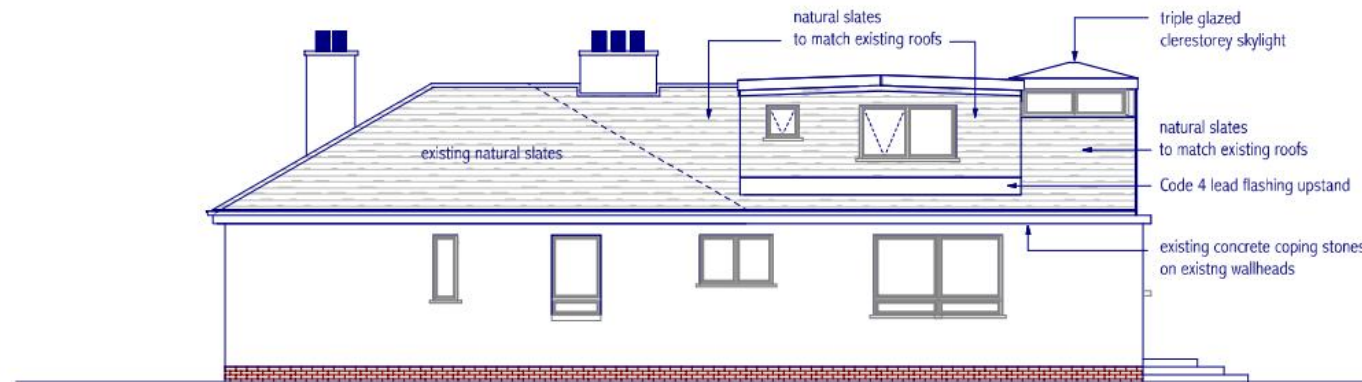 natural slates
to match existing roofs
triple glazed
clerestorey skylight
existing natural slates
natural slates
to match existing roofs
Code 4 lead flashing upstand
existing concrete coping stones
on existng wallheads